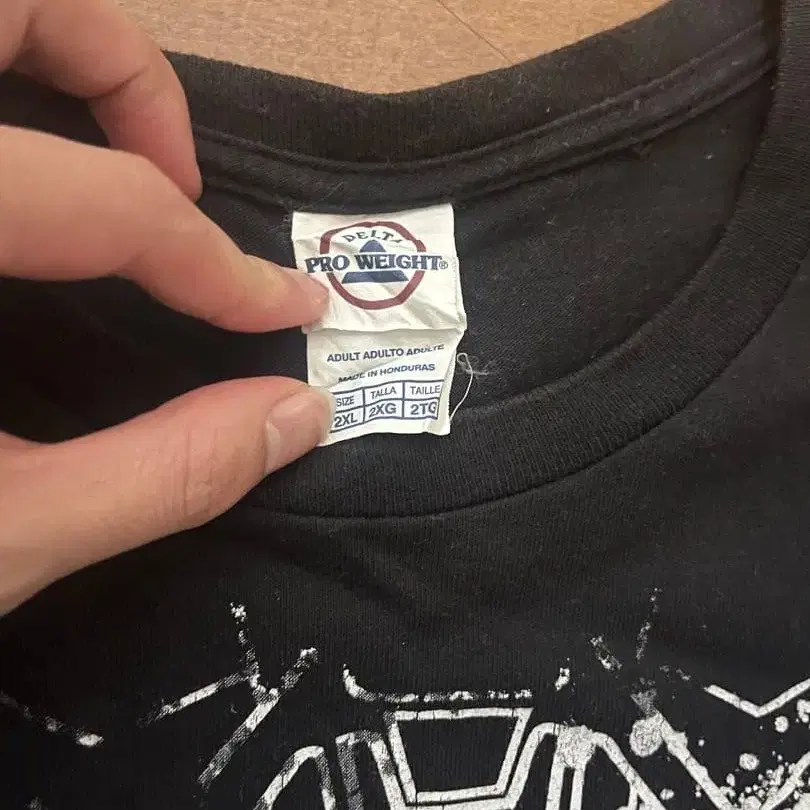 DELTA
PRO WEIGHT®
ADULT ADULTO ADULTE
MADE IN HONDURAS
SIZE TALLA TAILLE
2XL 2XG 2TG